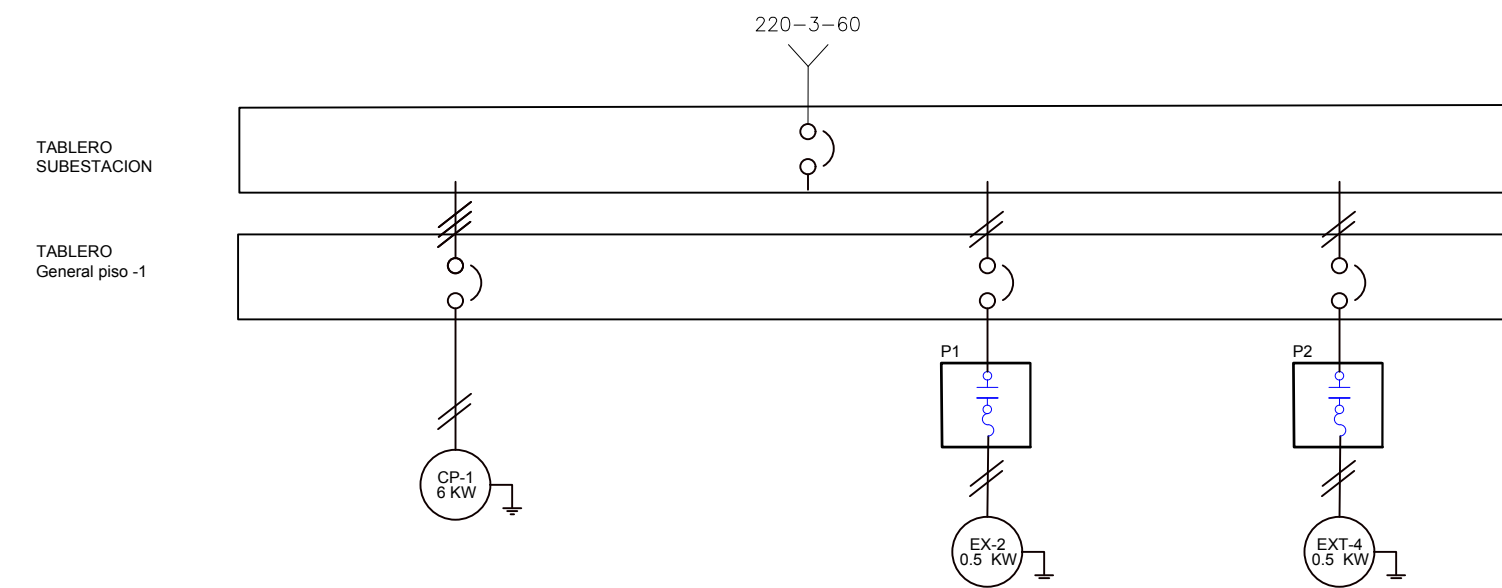 220-3-60
TABLERO
SUBESTACION
TABLERO
General piso -1
P1
P2
CP-1
6 KW
EX-2
0.5 KW
EXT-4
0.5 KW